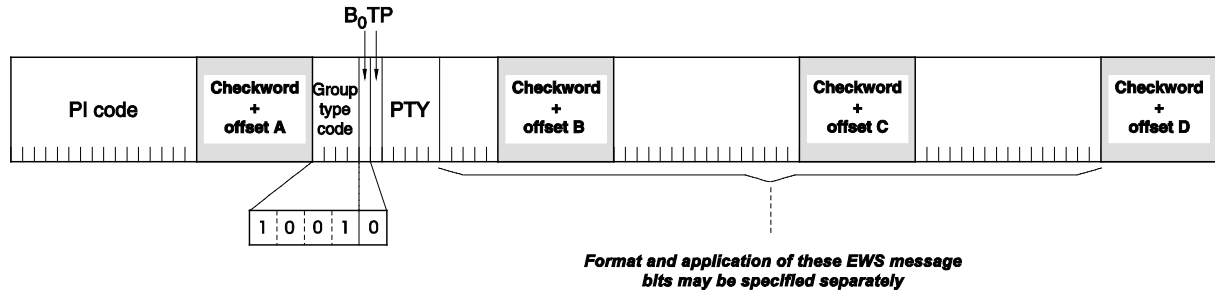 B₀TP
PI code
Checkword
+
offset A
Group
type
code
PTY
Checkword
+
offset B
Checkword
+
offset C
Checkword
+
offset D
1 0 0 1 0
Format and application of these EWS message
bits may be specified separately